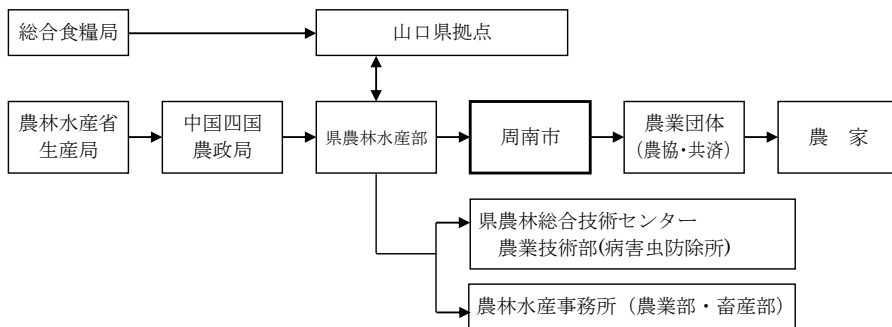 総合食糧局
山口県拠点
農林水産省
生産局
中国四国
農政局
県農林水産部
周南市
農業団体
(農協・共済)
農　家
県農林総合技術センター
農業技術部(病害虫防除所)
農林水産事務所（農業部・畜産部）